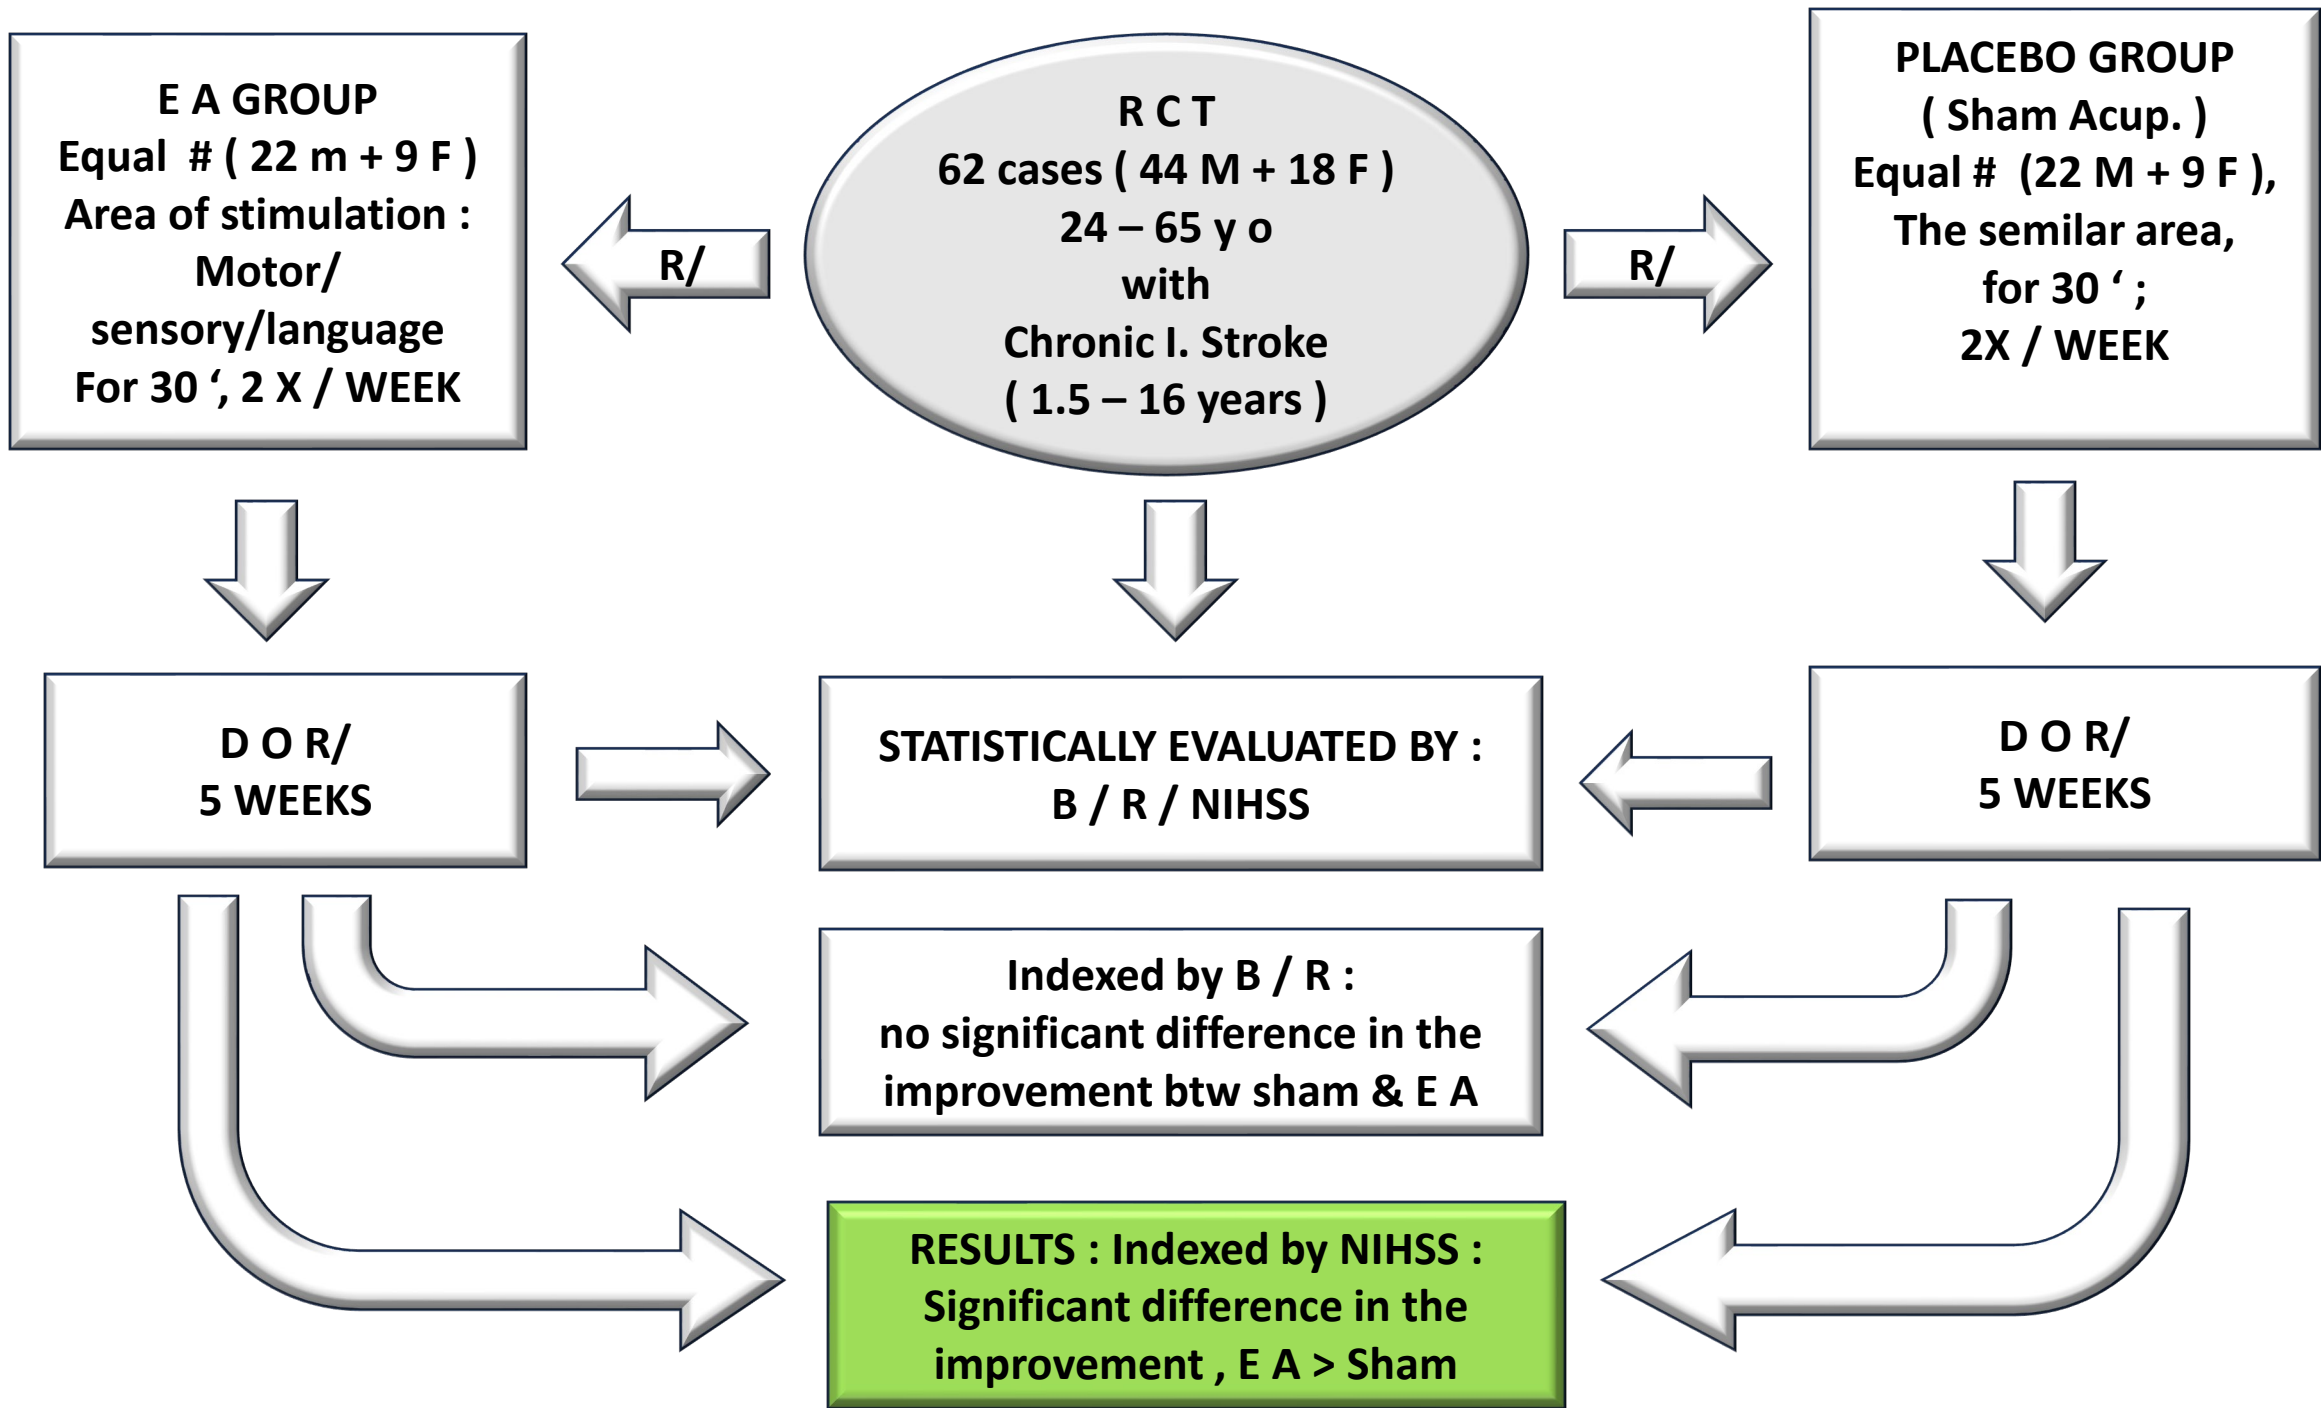 E A GROUP
Equal # ( 22 m + 9 F )
Area of stimulation :
Motor/
sensory/language
For 30 ‘, 2 X / WEEK
R/
R C T
62 cases ( 44 M + 18 F )
24 – 65 y o
with
Chronic I. Stroke
( 1.5 – 16 years )
R/
PLACEBO GROUP
( Sham Acup. )
Equal # (22 M + 9 F ),
The semilar area,
for 30 ‘ ;
2X / WEEK
D O R/
5 WEEKS
STATISTICALLY EVALUATED BY :
B / R / NIHSS
D O R/
5 WEEKS
Indexed by B / R :
no significant difference in the
improvement btw sham & E A
RESULTS : Indexed by NIHSS :
Significant difference in the
improvement , E A > Sham